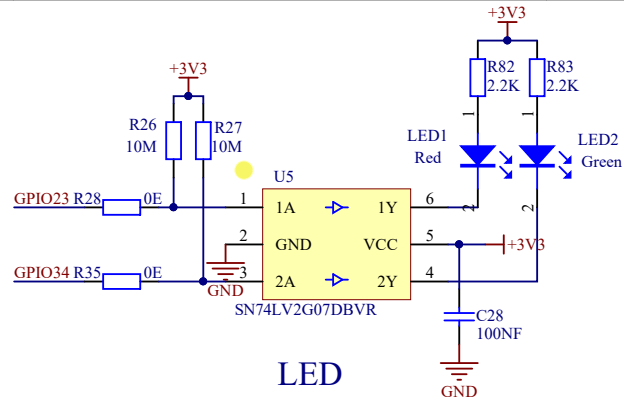 +3V3
+3V3
R82
2.2K
R83
2.2K
R26
10M
R27
10M
1
1
LED1
Red
LED2
Green
U5
GPIO23
R28
0E
1
1A
1Y
6
2
2
2
GND
VCC
5
+3V3
GPIO34
R35
0E
GND
3
2A
2Y
4
SN74LV2G07DBVR
C28
100NF
GND
LED